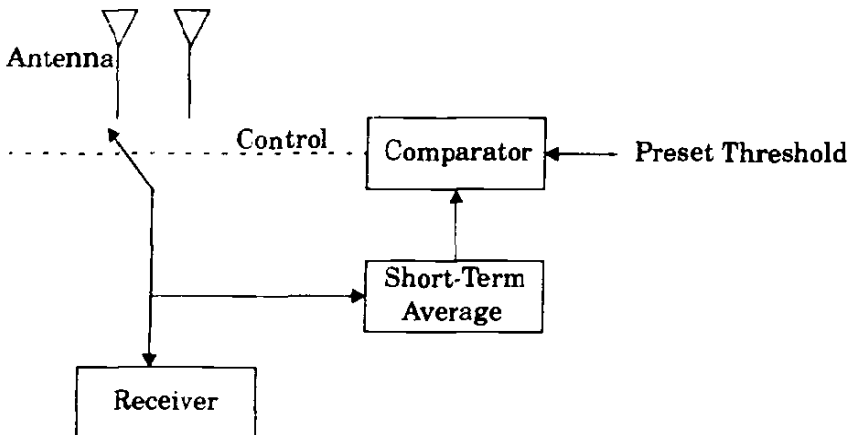 Antenna
Control
Comparator
Preset Threshold
Short-Term
Average
Receiver